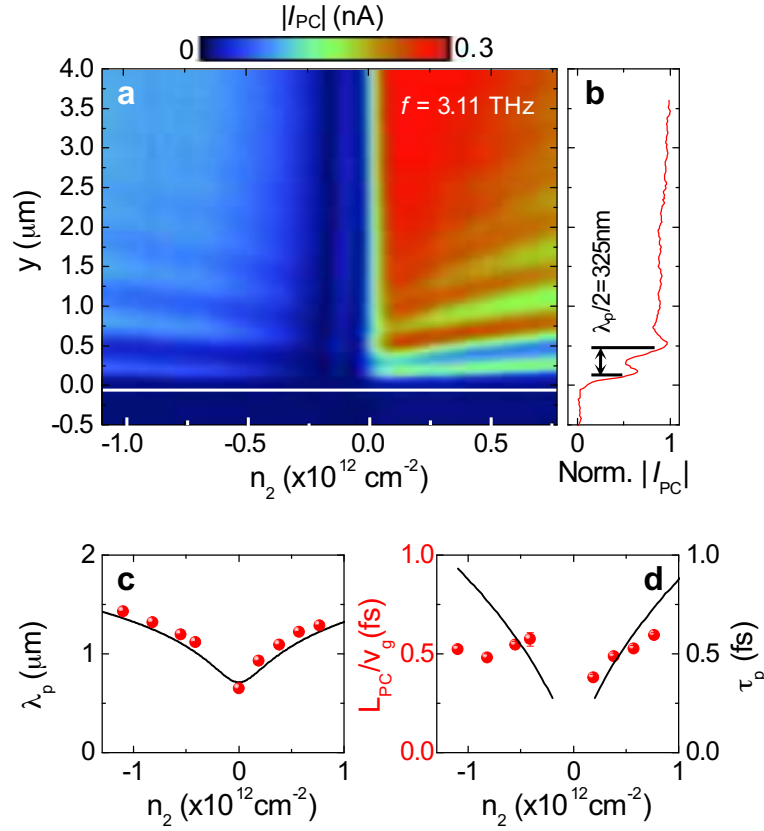 |I_PC| (nA)
0 0.3
a
f = 3.11 THz
b
4.0
3.5
3.0
2.5
2.0
1.5
1.0
0.5
0.0
-0.5
y (μm)
-1.0 -0.5 0.0 0.5
n_2 (x10^12 cm^-2)
λ_p/2=325nm
0 1
Norm. |I_PC|
c
2
1
0
λ_p (μm)
-1 0 1
n_2 (x10^12cm^-2)
d
1.0
0.5
0.0
L_PC/v_g (fs)
1.0
0.5
0.0
τ_p (fs)
-1 0 1
n_2 (x10^12cm^-2)